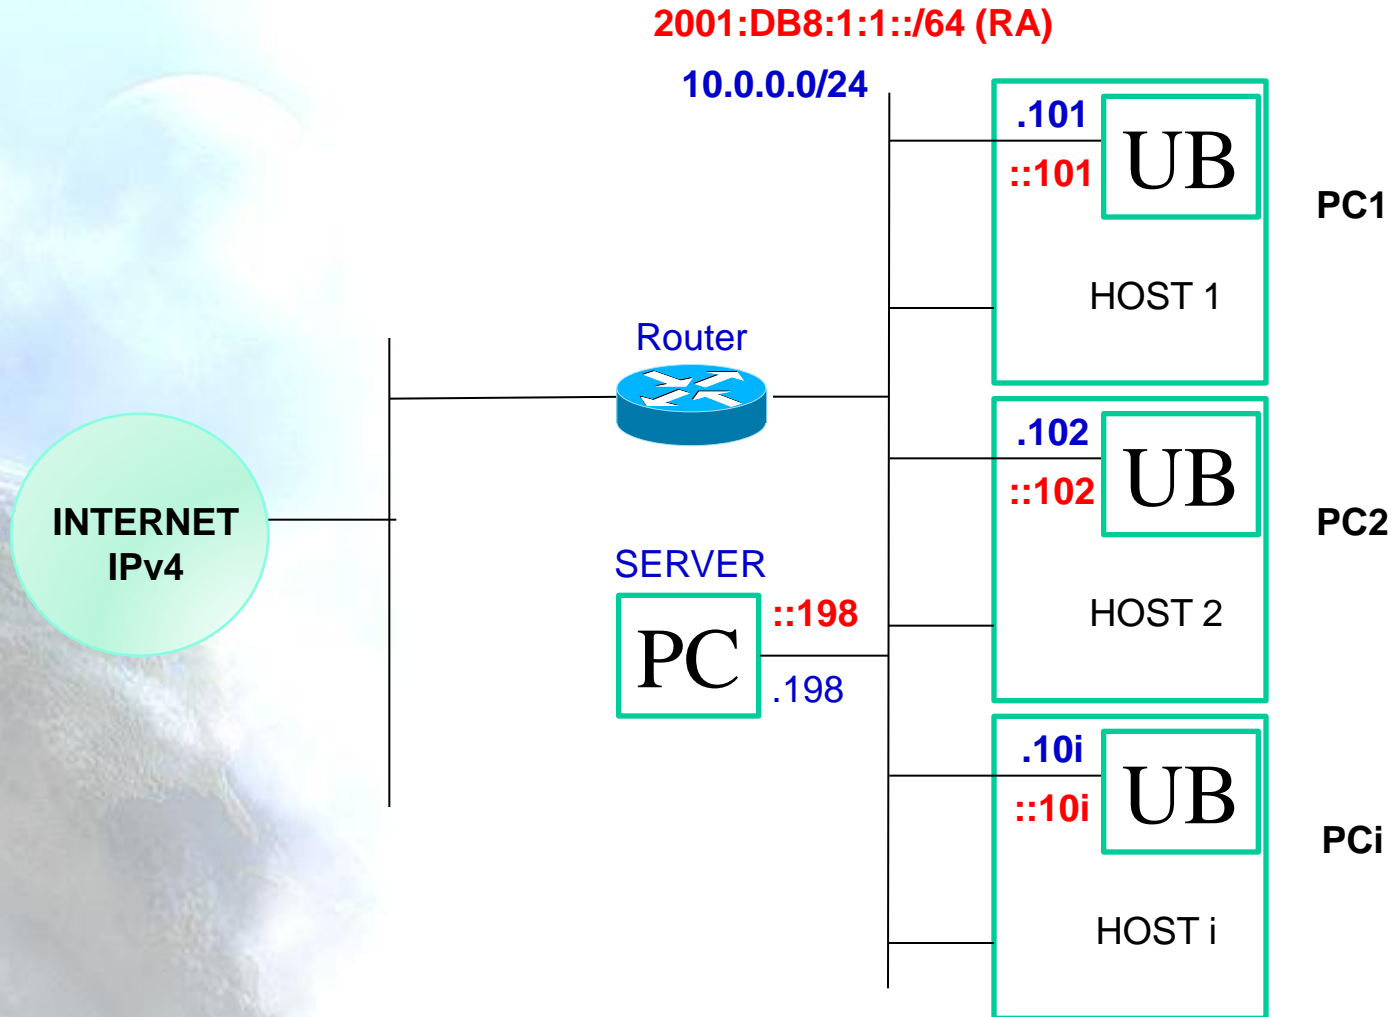 2001:DB8:1:1::/64 (RA)
10.0.0.0/24
.101
::101
UB
PC1
HOST 1
Router
.102
::102
UB
PC2
INTERNET
IPv4
SERVER
::198
PC
.198
HOST 2
.10i
::10i
UB
PCi
HOST i